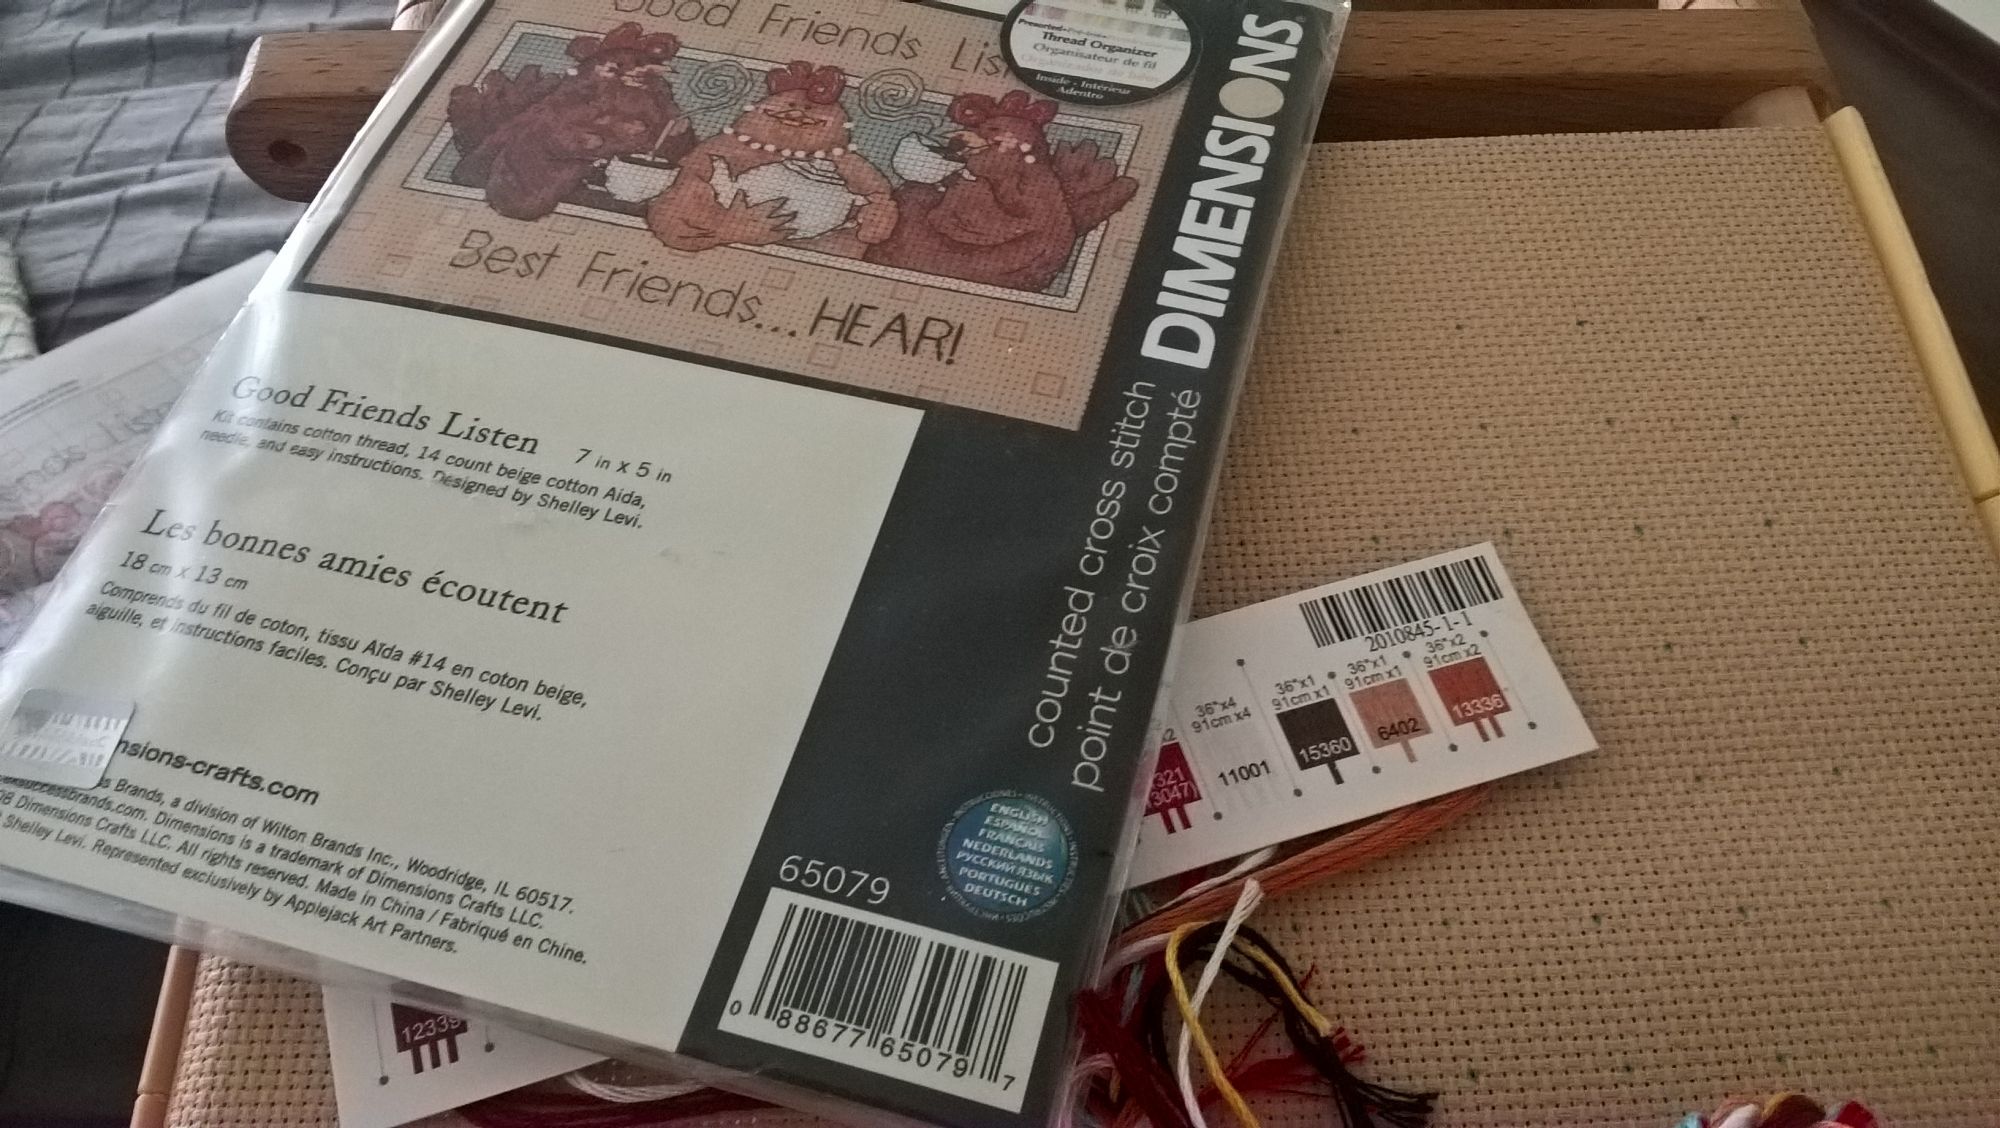 Good Friends
Thread Organizer
Organisateur de fil
Organizador de hilos
Inside - Intérieur
Adentro
Best Friends... HEAR!
DIMENSIONS
counted cross stitch
point de croix compté
Good Friends Listen 7 in x 5 in
Kit contains cotton thread, 14 count beige cotton Aida,
needle, and easy instructions. Designed by Shelley Levi.
Les bonnes amies écoutent
18 cm x 13 cm
Comprends du fil de coton, tissu Aïda #14 en coton beige,
aiguille, et instructions faciles. Conçu par Shelley Levi.
nsions-crafts.com
s Brands, a division of Wilton Brands Inc., Woodridge, IL 60517.
successbrands.com. Dimensions is a trademark of Dimensions Crafts LLC.
Dimensions Crafts LLC. All rights reserved. Made in China / Fabriqué en Chine.
Shelley Levi. Represented exclusively by Applejack Art Partners.
ENGLISH
ESPAÑOL
FRANÇAIS
NEDERLANDS
РУССКИЙ ЯЗЫК
PORTUGUES
DEUTSCH
65079
0 88677 65079 7
2010845-1-1
36"x4 36"x1 36"x1 36"x2
91cm x4 91cm x1 91cm x1 91cm x2
321 11001 15360 6402 13336
3047)
12339